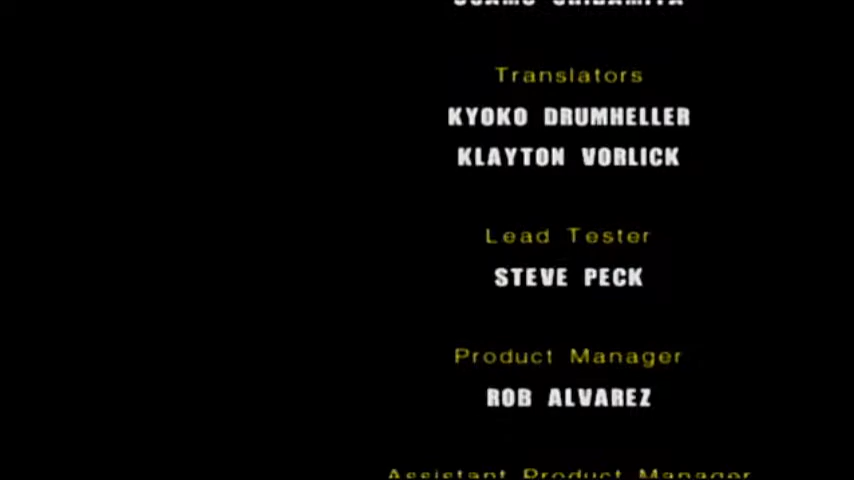 Translators
KYOKO DRUMHELLER
KLAYTON VORLICK
Lead Tester
STEVE PECK
Product Manager
ROB ALVAREZ
Assistant Product Manager